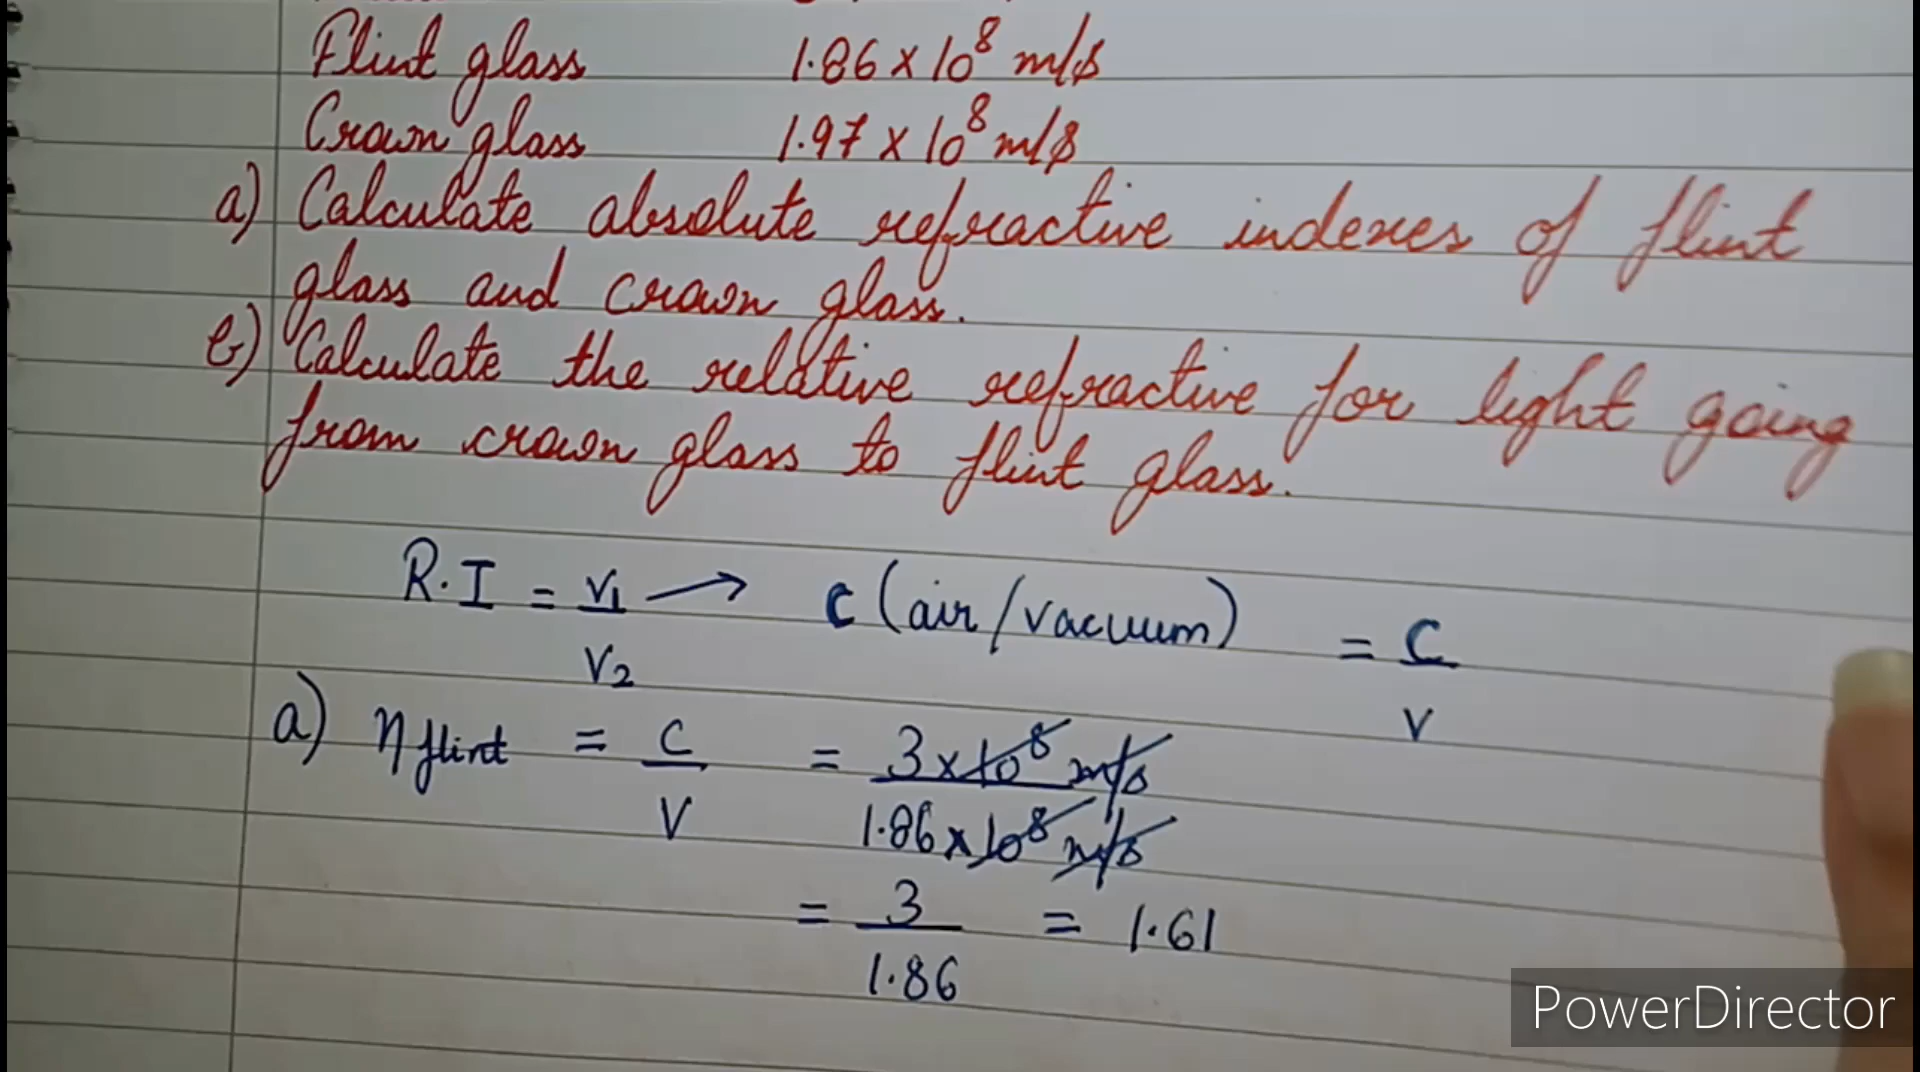 Flint glass 1.86 × 10⁸ m/s
Crown glass 1.97 × 10⁸ m/s
a) Calculate absolute refractive indexes of flint
glass and crown glass.
b) Calculate the relative refractive for light going
from crown glass to flint glass.
R.I = v₁/v₂ → c (air/vacuum) = c/v
a) η flint = c/v = 3×10⁸ m/s / 1.86×10⁸ m/s
= 3/1.86 = 1.61
PowerDirector